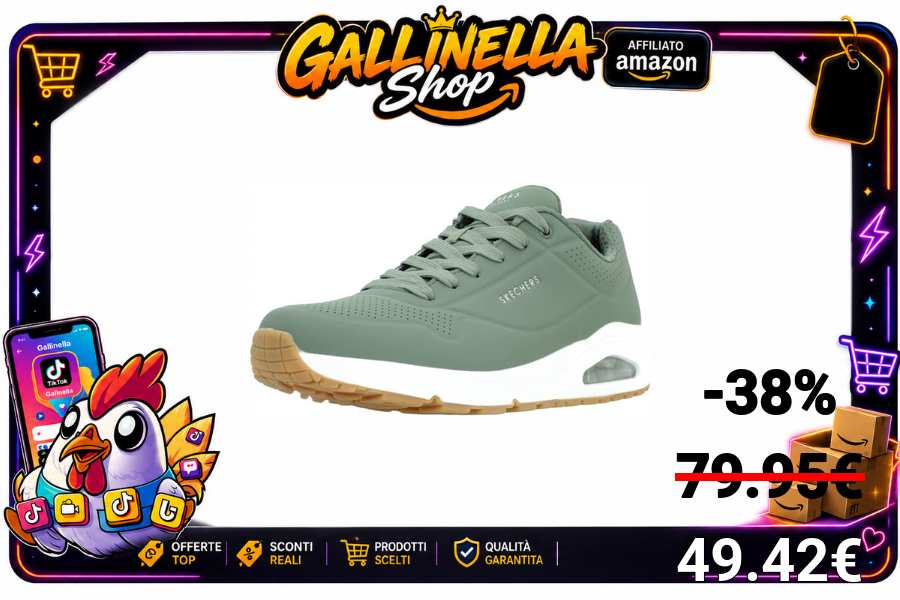 GALLINELLA
Shop
AFFILIATO
amazon
SKECHERS
SKECHERS
Gallinella
TikTok
Gallinella
-38%
79.95€
49.42€
OFFERTE
TOP
SCONTI
REALI
PRODOTTI
SCELTI
QUALITÀ
GARANTITA